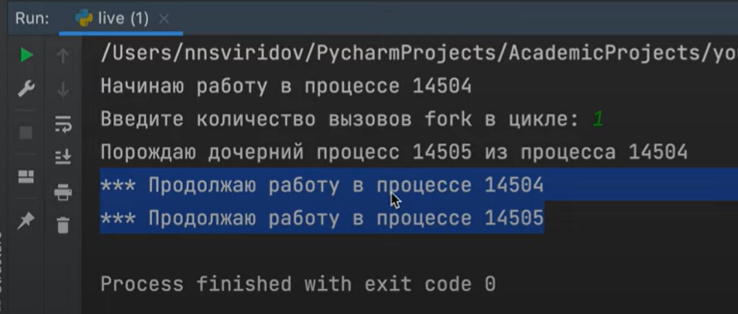 Run:
live (1)
/Users/nnsviridov/PycharmProjects/AcademicProjects/yo
Начинаю работу в процессе 14504
Введите количество вызовов fork в цикле: 1
Порождаю дочерний процесс 14505 из процесса 14504
*** Продолжаю работу в процессе 14504
*** Продолжаю работу в процессе 14505
Process finished with exit code 0